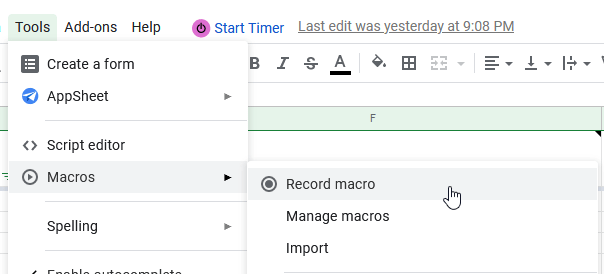 Tools Add-ons Help Start Timer Last edit was yesterday at 9:08 PM
Create a form B I S A
AppSheet
F
Script editor
Macros
Record macro
Manage macros
Spelling
Import
Enable autocomplete